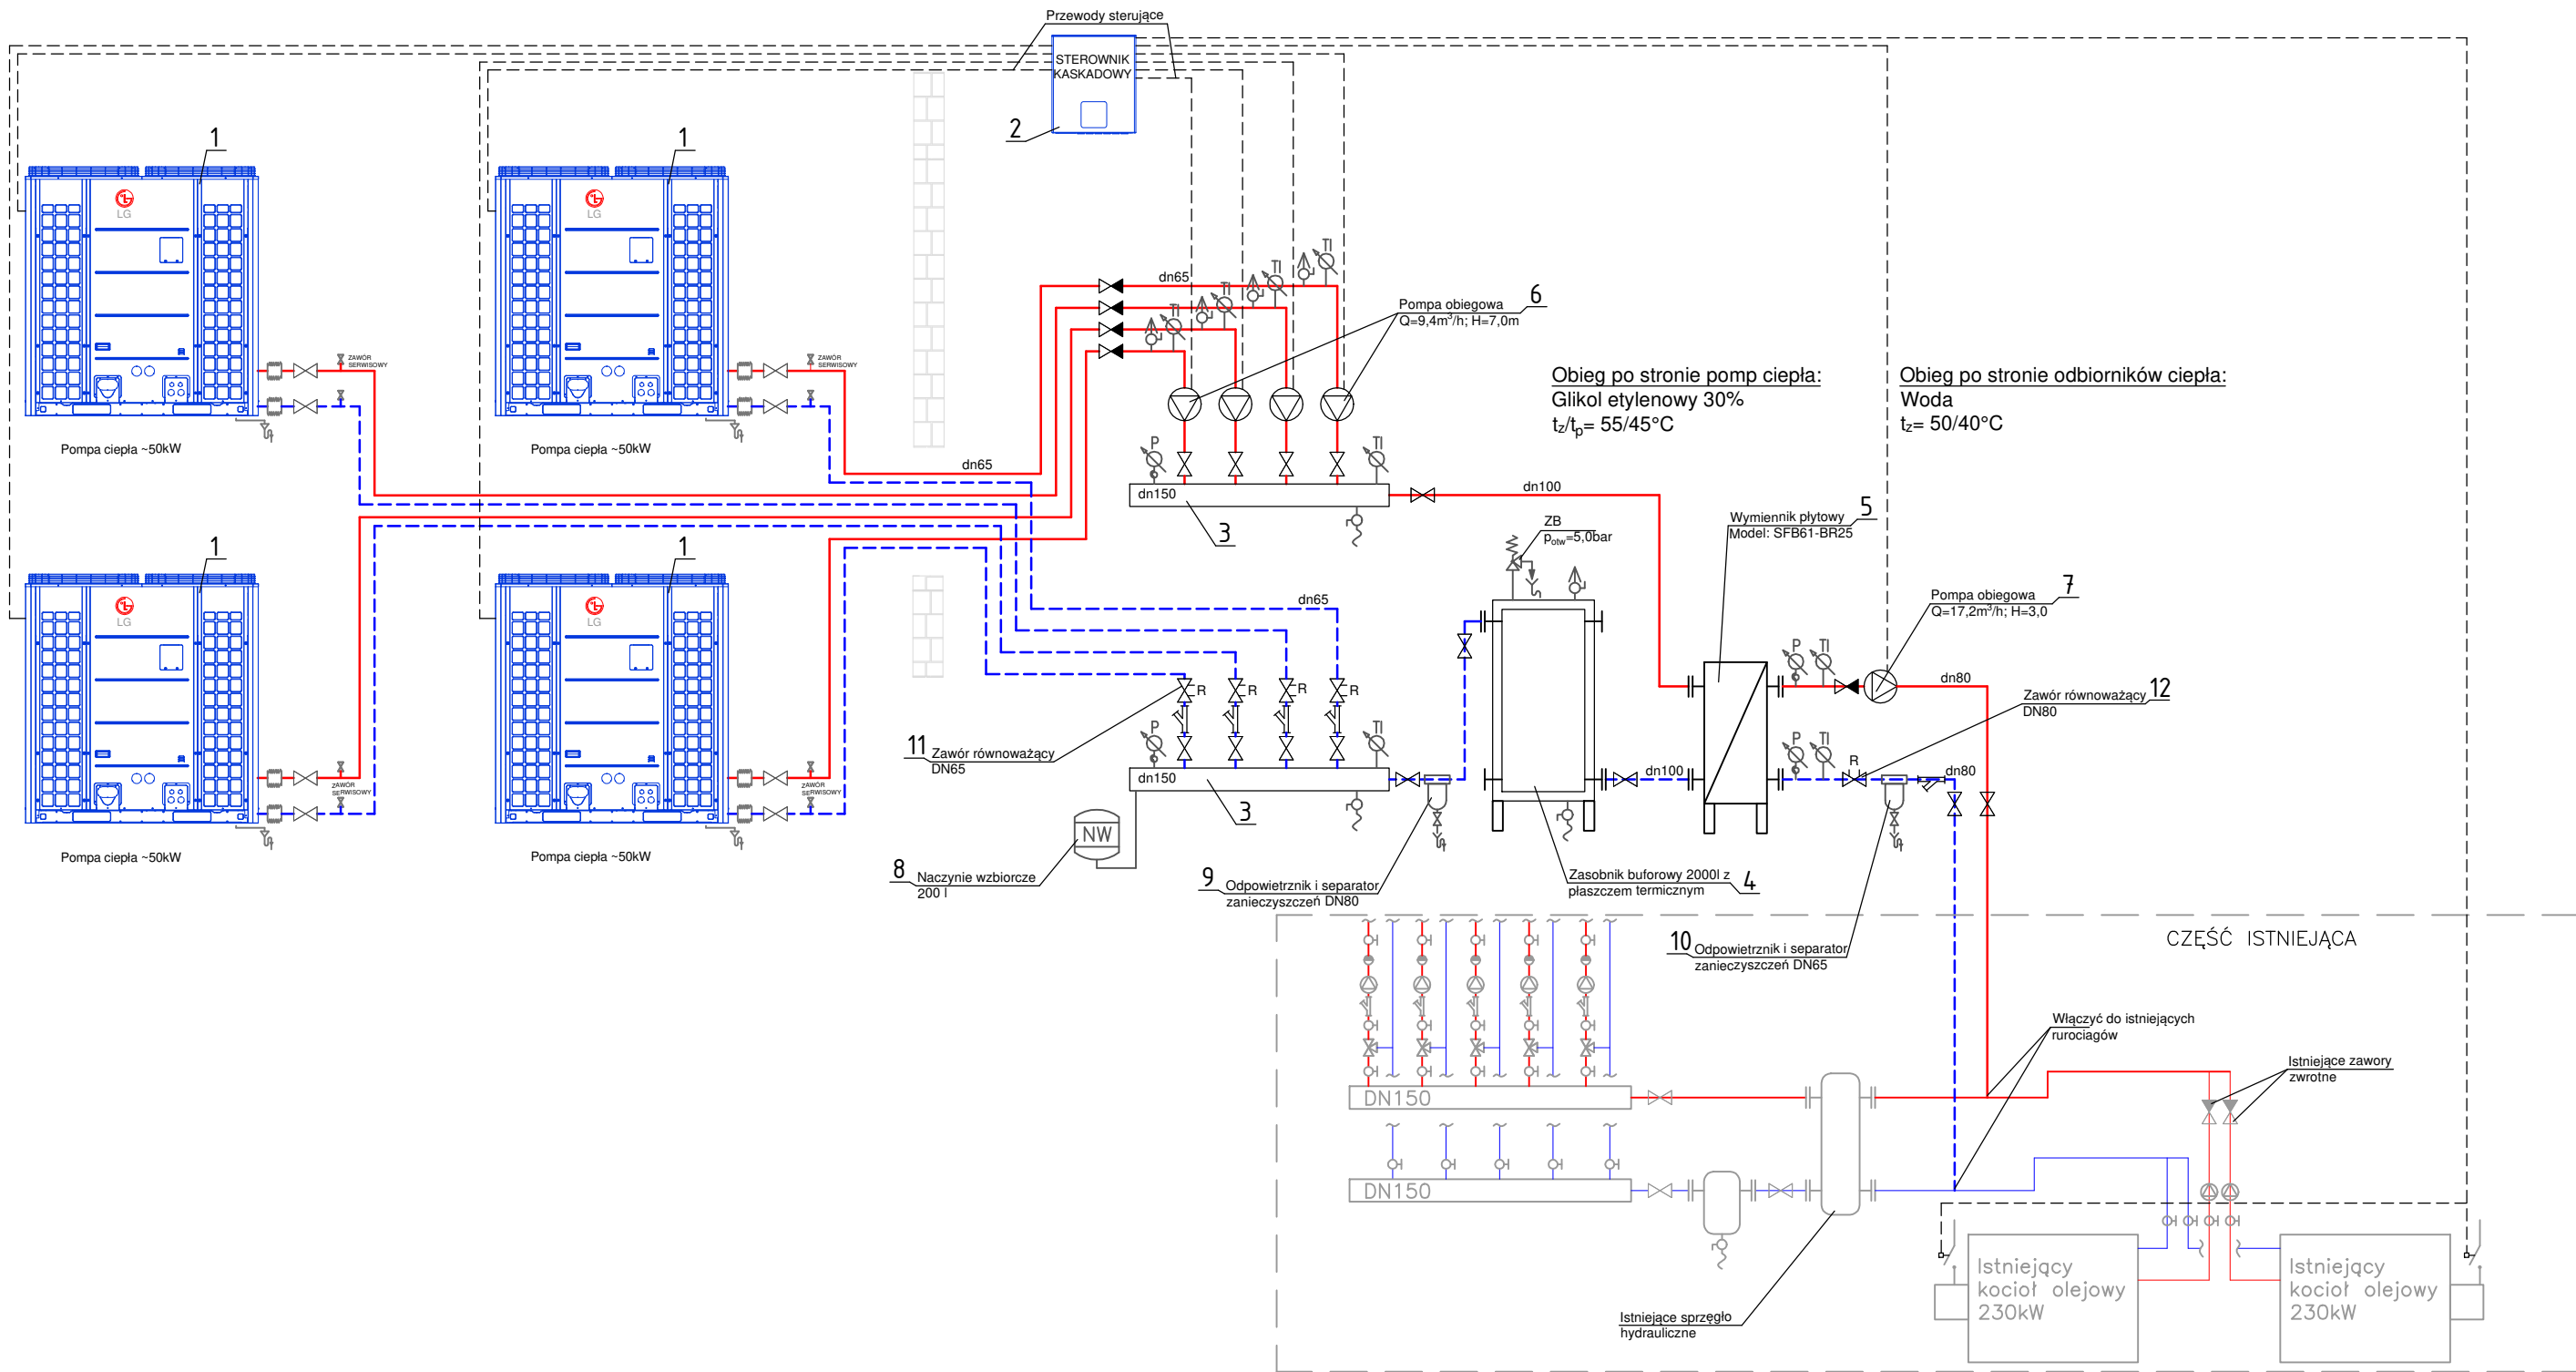 Przewody sterujące
STEROWNIK
KASKADOWY
2
1
LG
Pompa ciepła ~50kW
ZAWÓR
SERWISOWY
1
LG
Pompa ciepła ~50kW
ZAWÓR
SERWISOWY
1
LG
Pompa ciepła ~50kW
ZAWÓR
SERWISOWY
1
LG
Pompa ciepła ~50kW
ZAWÓR
SERWISOWY
dn65
dn65
TI
TI
TI
TI
Pompa obiegowa
Q=9,4m³/h; H=7,0m
6
Obieg po stronie pomp ciepła:
Glikol etylenowy 30%
tz/tp= 55/45°C
Obieg po stronie odbiorników ciepła:
Woda
tz= 50/40°C
P
TI
dn150
3
dn100
ZB
potw=5,0bar
Wymiennik płytowy
Model: SFB61-BR25
5
Pompa obiegowa
Q=17,2m³/h; H=3,0
7
dn65
R
R
R
R
P
TI
dn80
Zawór równoważący
DN80
12
11
Zawór równoważący
DN65
P
TI
dn150
3
dn100
P
TI
R
dn80
NW
8
Naczynie wzbiorcze
200 l
9
Odpowietrznik i separator
zanieczyszczeń DN80
Zasobnik buforowy 2000l z
płaszczem termicznym
4
10
Odpowietrznik i separator
zanieczyszczeń DN65
CZĘŚĆ ISTNIEJĄCA
Włączyć do istniejących
rurociagów
Istniejące zawory
zwrotne
DN150
DN150
Istniejące sprzęgło
hydrauliczne
Istniejący
kocioł olejowy
230kW
Istniejący
kocioł olejowy
230kW